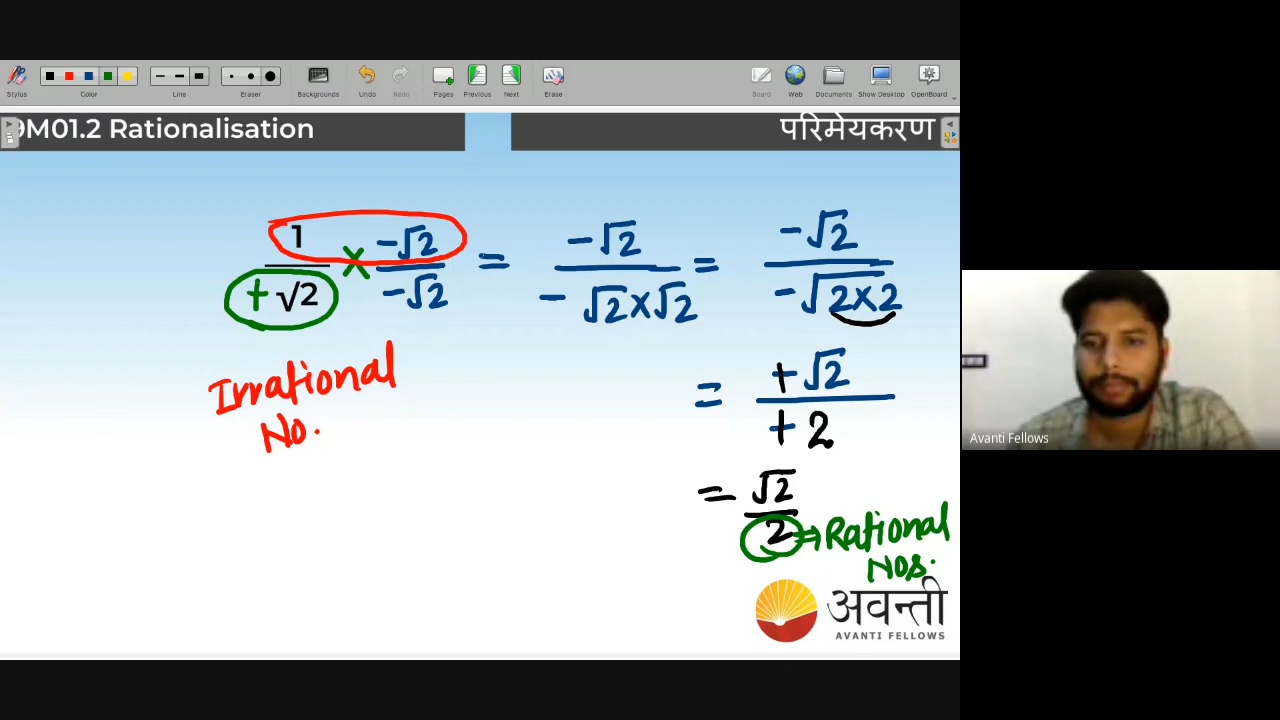 Stylus Color Line Eraser Backgrounds Undo Redo Pages Previous Next Erase Board Web Documents Show Desktop OpenBoard
9M01.2 Rationalisation परिमेयकरण
1/+√2 × -√2/-√2 = -√2/-√2×√2 = -√2/-√2×2
= +√2/+2
Irrational
No.
= √2/2 ⇒ Rational
Nos.
अवन्ती
AVANTI FELLOWS
Avanti Fellows